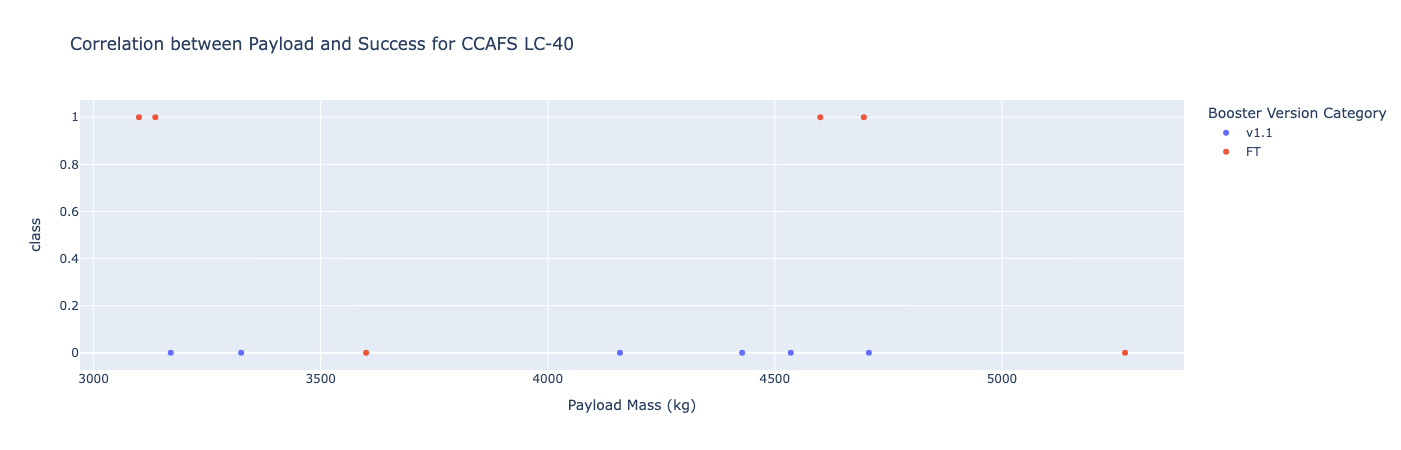 Correlation between Payload and Success for CCAFS LC-40
Booster Version Category
v1.1
FT
class
1
0.8
0.6
0.4
0.2
0
3000 3500 4000 4500 5000
Payload Mass (kg)